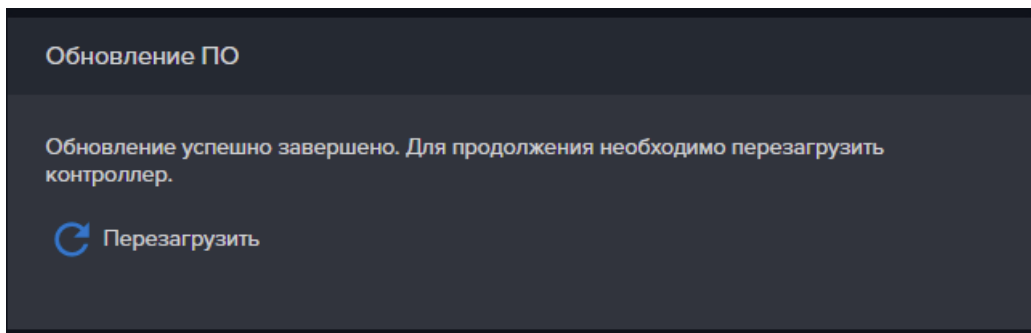 Обновление ПО
Обновление успешно завершено. Для продолжения необходимо перезагрузить
контроллер.
Перезагрузить